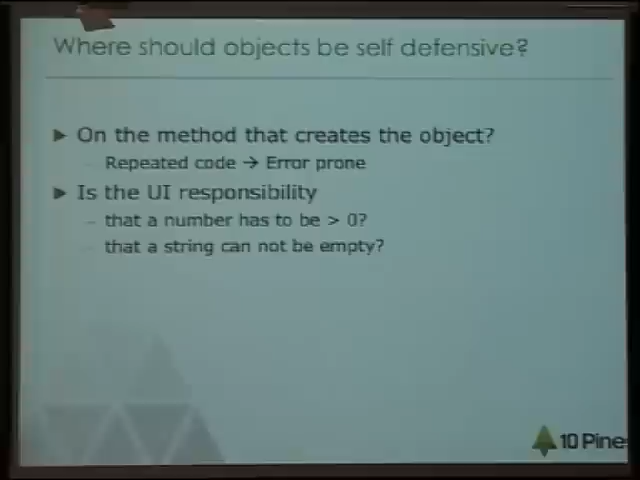 Where should objects be self defensive?
On the method that creates the object?
Repeated code → Error prone
Is the UI responsibility
– that a number has to be > 0?
– that a string can not be empty?
10 Pine